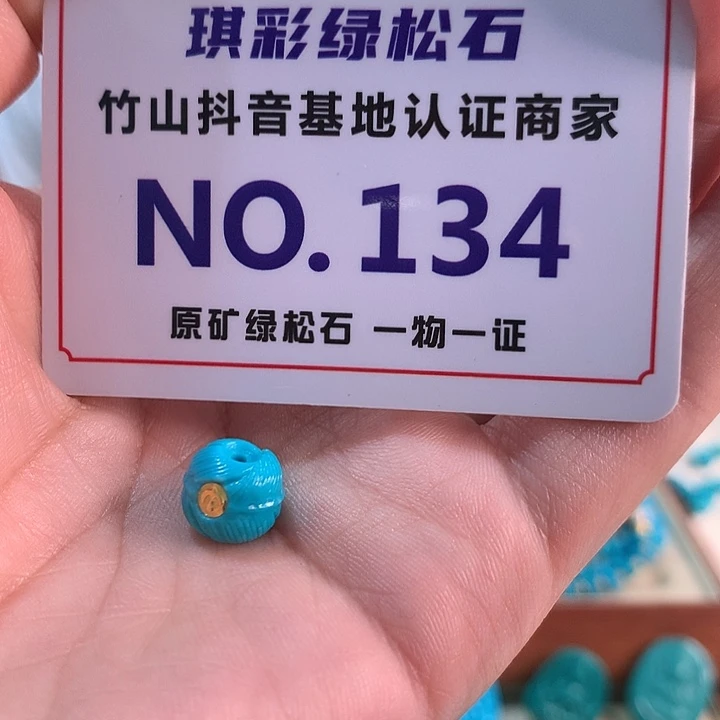 琪彩绿松石
竹山抖音基地认证商家
NO.134
原矿绿松石 一物一证